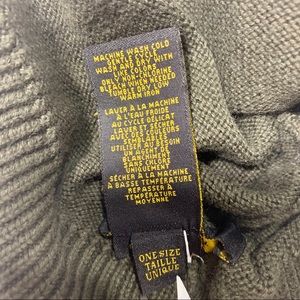 MACHINE WASH COLD
GENTLE CYCLE
WASH AND DRY WITH
LIKE COLORS
ONLY NON-CHLORINE
BLEACH WHEN NEEDED
TUMBLE DRY LOW
WARM IRON
LAVER À LA MACHINE
À L'EAU FROIDE
AU CYCLE DÉLICAT
LAVER ET SÉCHER
AVEC DES COULEURS
SEMBLABLES
UTILISER AU BESOIN
UN AGENT DE
BLANCHIMENT
SANS CHLORE
UNIQUEMENT
SÉCHER À LA MACHINE
À BASSE TEMPÉRATURE
REPASSER À
TEMPÉRATURE
MOYENNE
ONE SIZE
TAILLE
UNIQUE